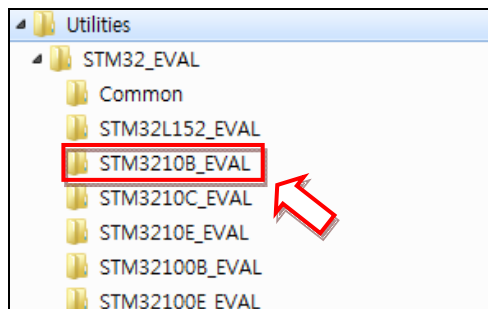 Utilities
STM32_EVAL
Common
STM32L152_EVAL
STM3210B_EVAL
STM3210C_EVAL
STM3210E_EVAL
STM32100B_EVAL
STM32100E_EVAL